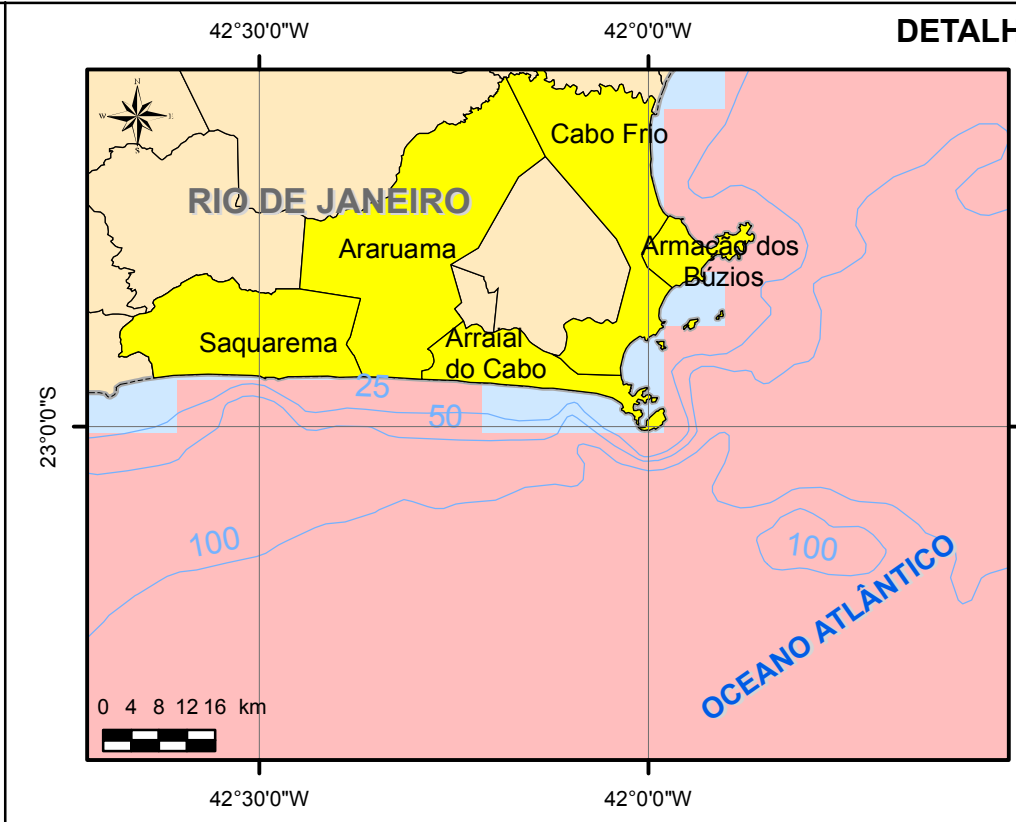 42°30'0"W
42°0'0"W
DETALH
N
W
E
S
Cabo Frio
RIO DE JANEIRO
Araruama
Armação dos
Búzios
Saquarema
Arraial
do Cabo
25
50
23°0'0"S
100
100
OCEANO ATLÂNTICO
0 4 8 12 16 km
42°30'0"W
42°0'0"W